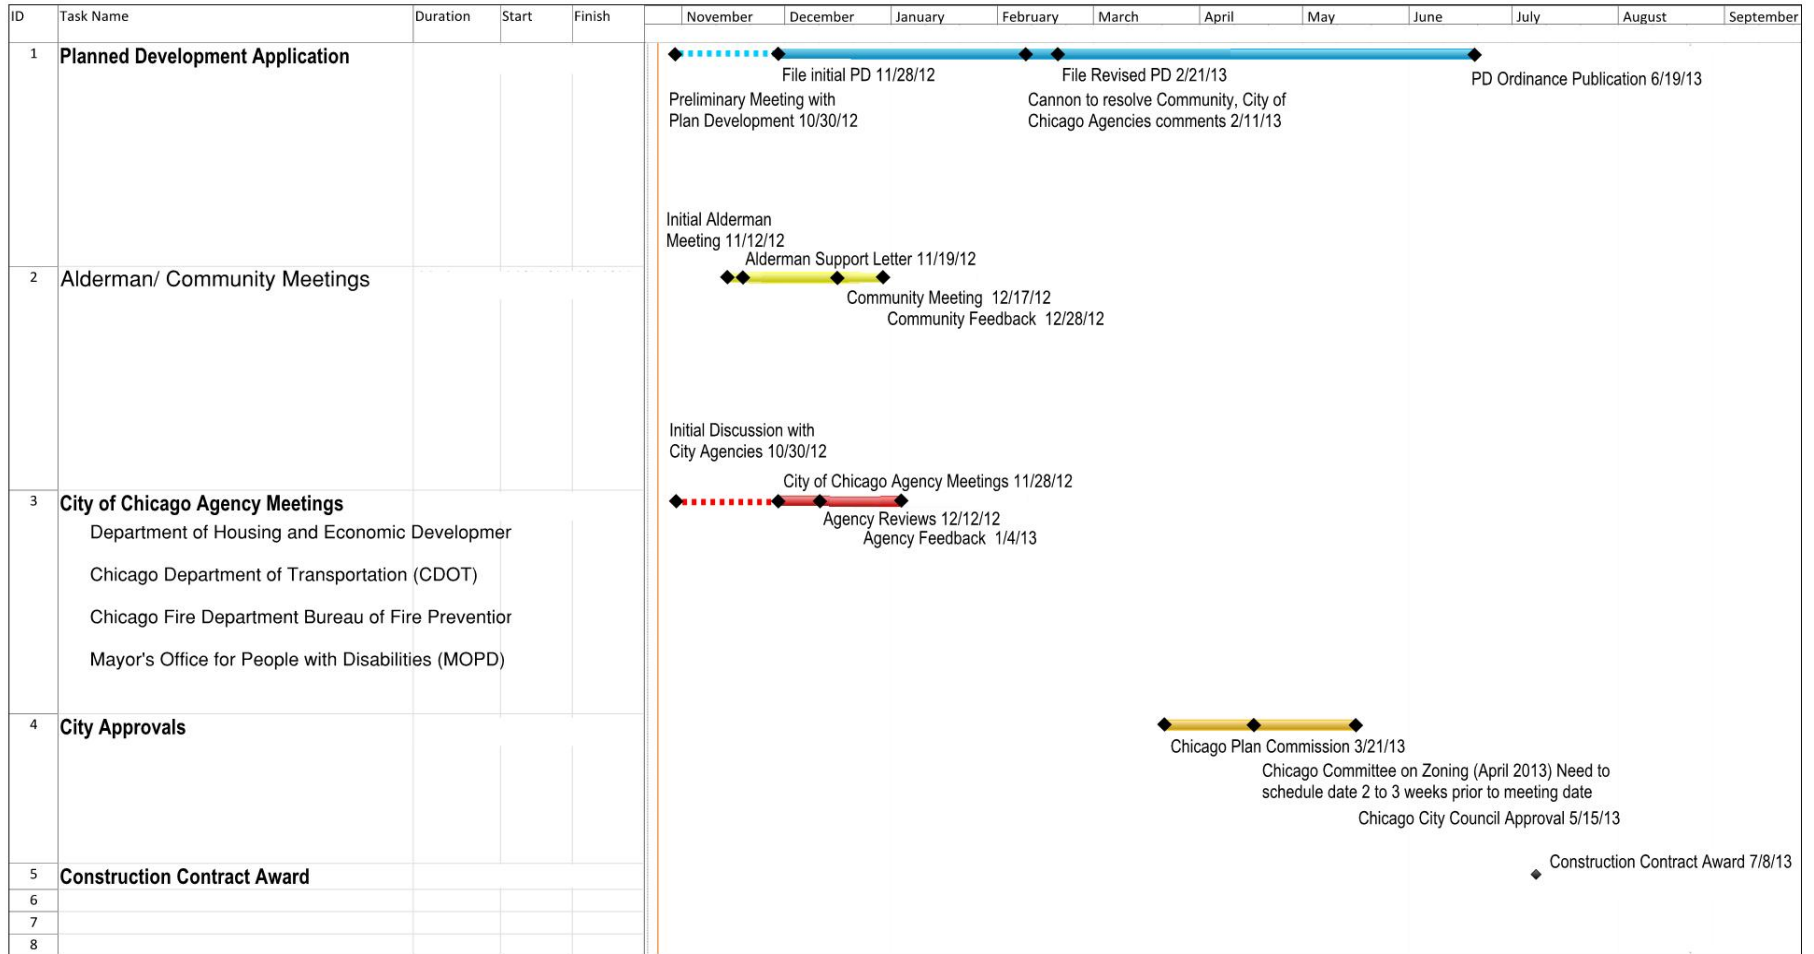 ID Task Name Duration Start Finish November December January February March April May June July August September
1 Planned Development Application
File initial PD 11/28/12
File Revised PD 2/21/13
PD Ordinance Publication 6/19/13
Preliminary Meeting with
Plan Development 10/30/12
Cannon to resolve Community, City of
Chicago Agencies comments 2/11/13
Initial Alderman
Meeting 11/12/12
Alderman Support Letter 11/19/12
2 Alderman/ Community Meetings
Community Meeting 12/17/12
Community Feedback 12/28/12
Initial Discussion with
City Agencies 10/30/12
City of Chicago Agency Meetings 11/28/12
3 City of Chicago Agency Meetings
Agency Reviews 12/12/12
Agency Feedback 1/4/13
Department of Housing and Economic Developmer
Chicago Department of Transportation (CDOT)
Chicago Fire Department Bureau of Fire Preventior
Mayor's Office for People with Disabilities (MOPD)
4 City Approvals
Chicago Plan Commission 3/21/13
Chicago Committee on Zoning (April 2013) Need to
schedule date 2 to 3 weeks prior to meeting date
Chicago City Council Approval 5/15/13
Construction Contract Award 7/8/13
5 Construction Contract Award
6
7
8